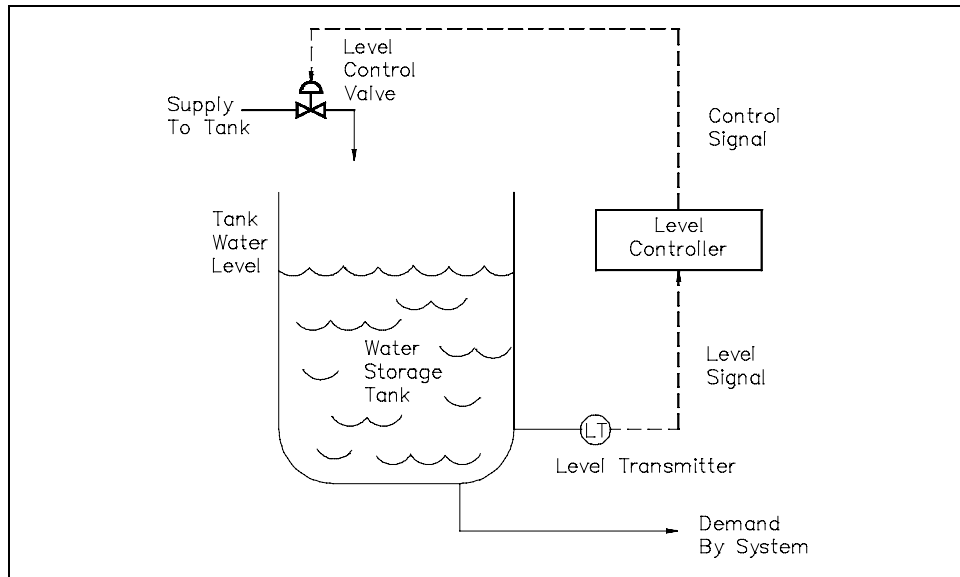 Level
Control
Valve
Supply
To Tank
Control
Signal
Tank
Water
Level
Level
Controller
Water
Storage
Tank
Level
Signal
LT
Level Transmitter
Demand
By System